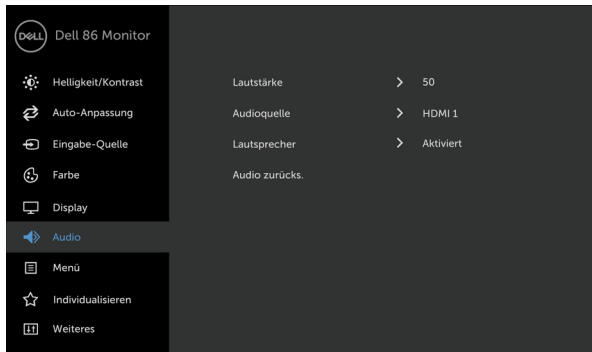 DELL Dell 86 Monitor
Helligkeit/Kontrast Lautstärke 50
Auto-Anpassung Audioquelle HDMI 1
Eingabe-Quelle Lautsprecher Aktiviert
Farbe Audio zurücks.
Display
Audio
Menü
Individualisieren
Weiteres